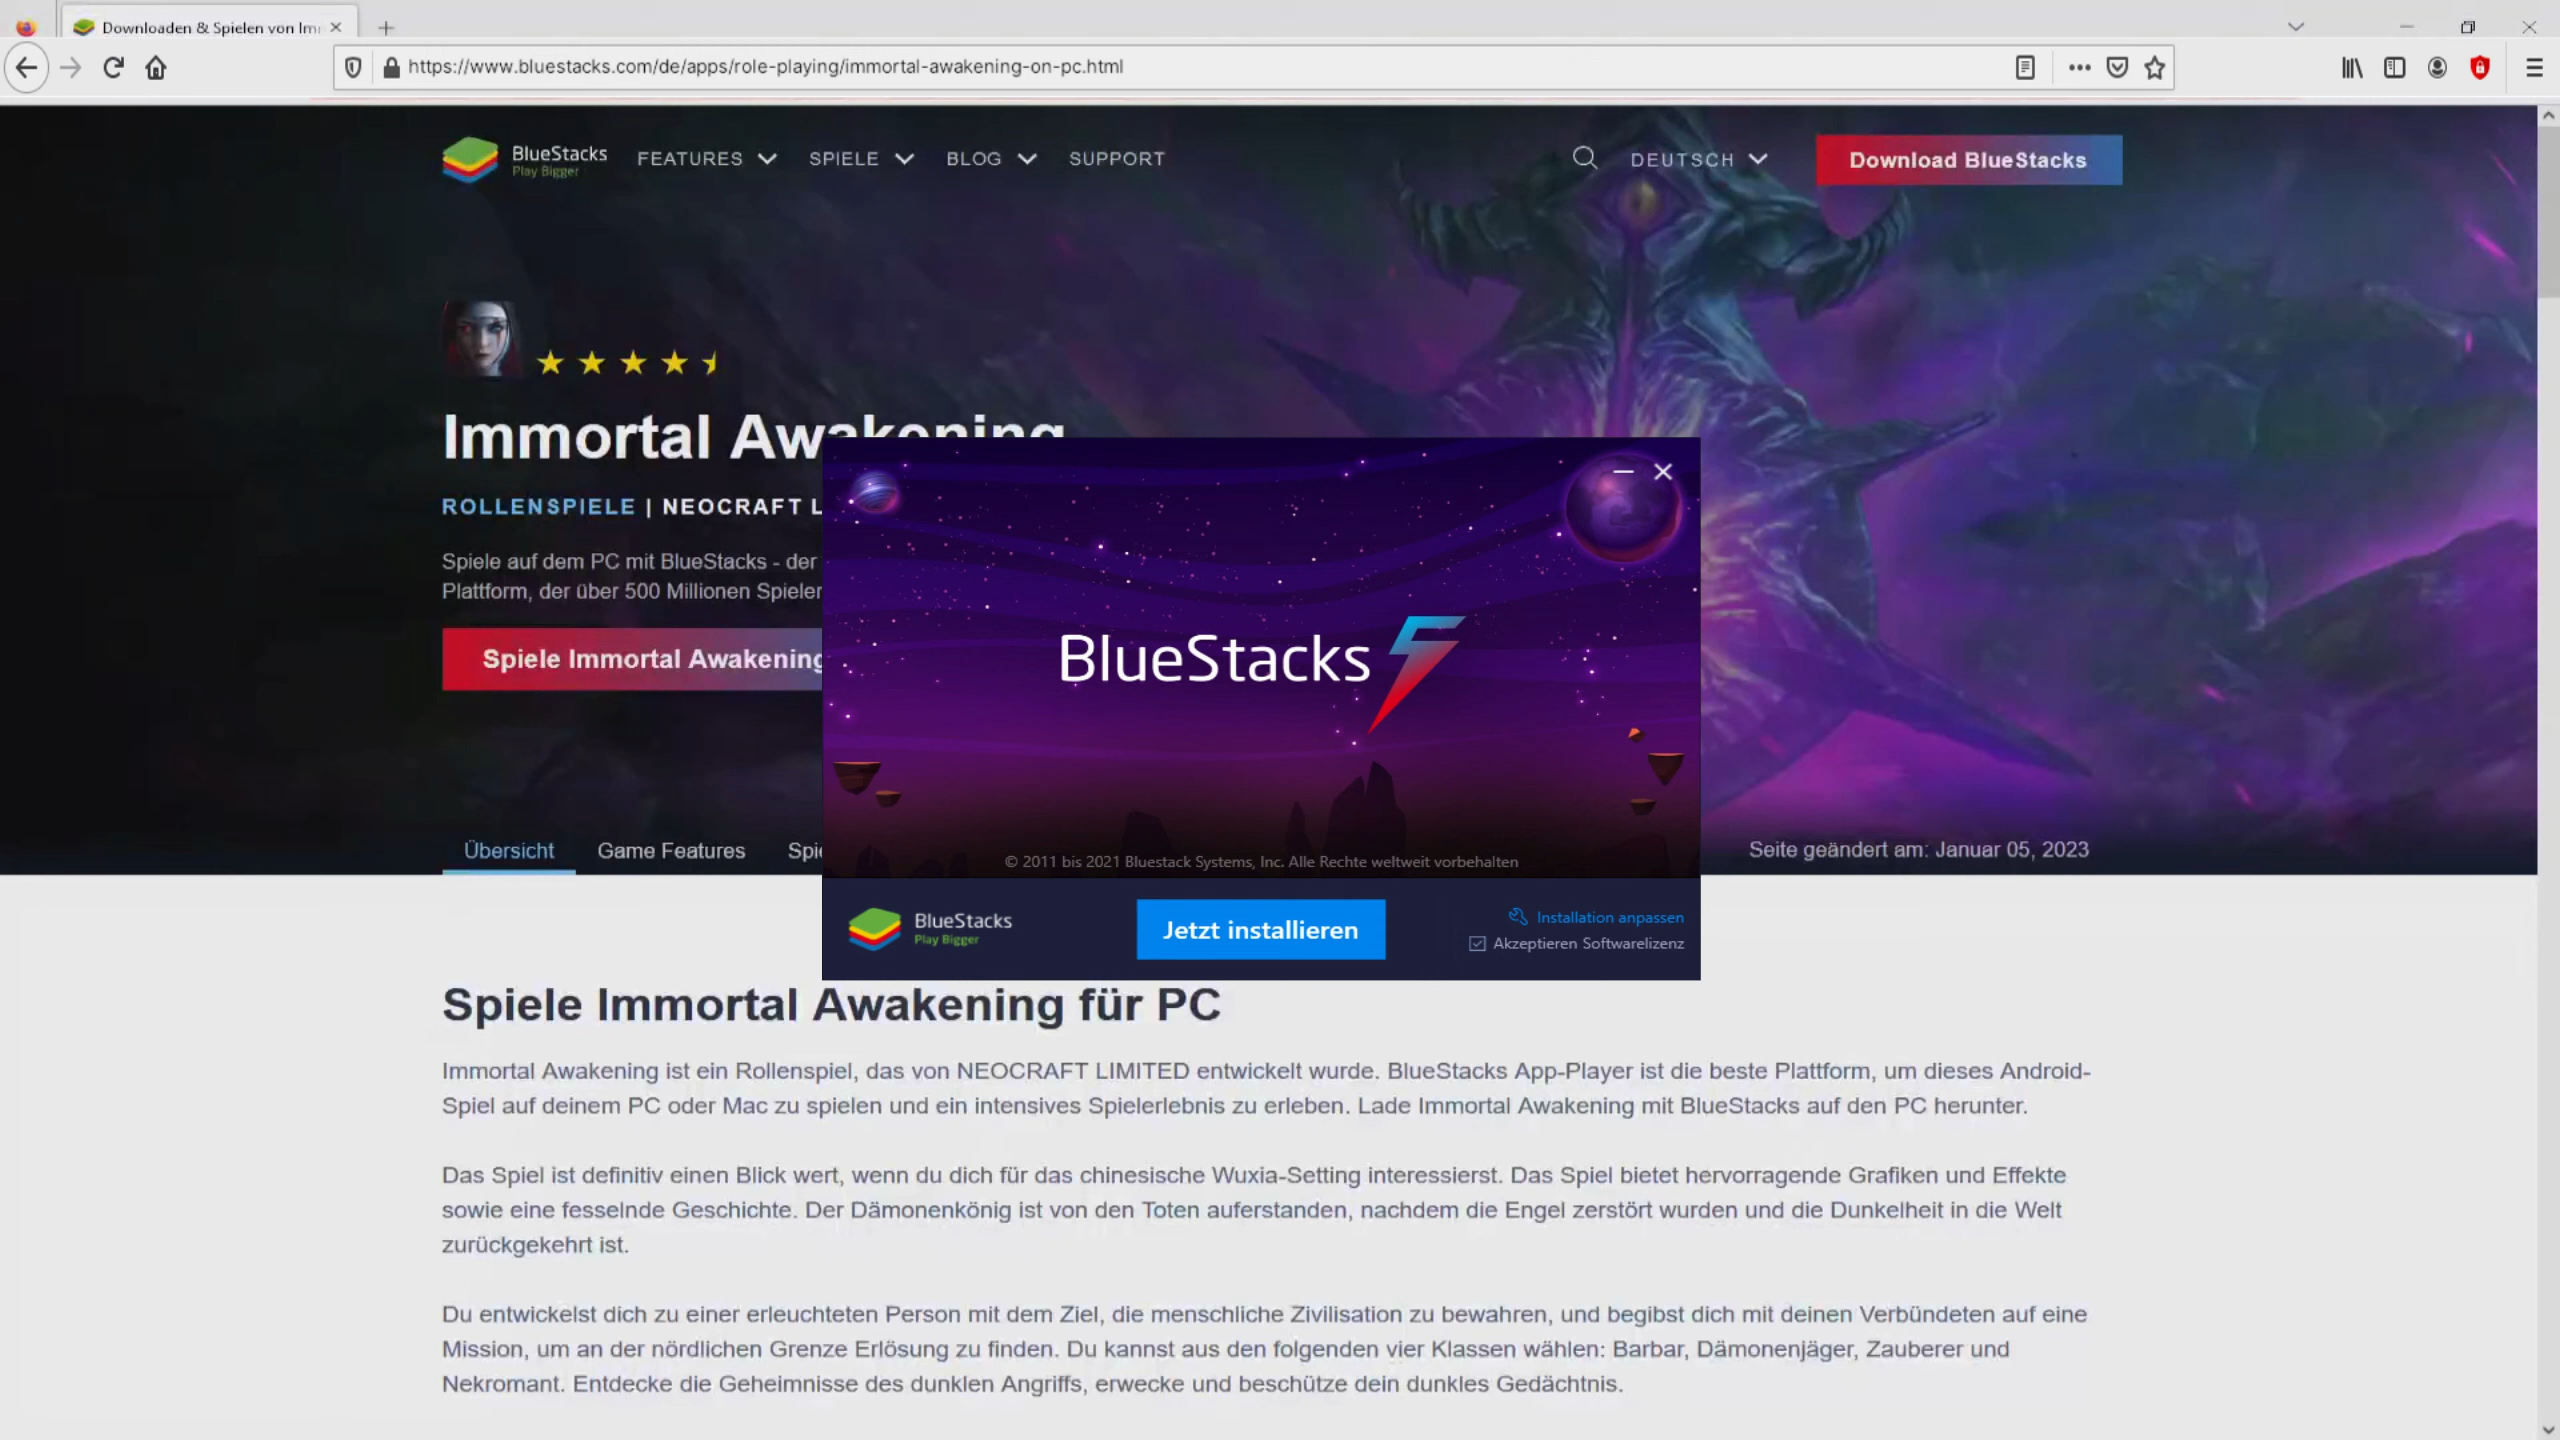 Downloaden & Spielen von Im
https://www.bluestacks.com/de/apps/role-playing/immortal-awakening-on-pc.html
BlueStacks
Play Bigger
FEATURES SPIELE BLOG SUPPORT
DEUTSCH
Download BlueStacks
Immortal Awakening
ROLLENSPIELE | NEOCRAFT L
Spiele auf dem PC mit BlueStacks - der
Plattform, der über 500 Millionen Spieler
Spiele Immortal Awakening
Übersicht Game Features Spie
Seite geändert am: Januar 05, 2023
BlueStacks 5
© 2011 bis 2021 Bluestack Systems, Inc. Alle Rechte weltweit vorbehalten
BlueStacks
Play Bigger
Jetzt installieren
Installation anpassen
Akzeptieren Softwarelizenz
Spiele Immortal Awakening für PC
Immortal Awakening ist ein Rollenspiel, das von NEOCRAFT LIMITED entwickelt wurde. BlueStacks App-Player ist die beste Plattform, um dieses Android-
Spiel auf deinem PC oder Mac zu spielen und ein intensives Spielerlebnis zu erleben. Lade Immortal Awakening mit BlueStacks auf den PC herunter.
Das Spiel ist definitiv einen Blick wert, wenn du dich für das chinesische Wuxia-Setting interessierst. Das Spiel bietet hervorragende Grafiken und Effekte
sowie eine fesselnde Geschichte. Der Dämonenkönig ist von den Toten auferstanden, nachdem die Engel zerstört wurden und die Dunkelheit in die Welt
zurückgekehrt ist.
Du entwickelst dich zu einer erleuchteten Person mit dem Ziel, die menschliche Zivilisation zu bewahren, und begibst dich mit deinen Verbündeten auf eine
Mission, um an der nördlichen Grenze Erlösung zu finden. Du kannst aus den folgenden vier Klassen wählen: Barbar, Dämonenjäger, Zauberer und
Nekromant. Entdecke die Geheimnisse des dunklen Angriffs, erwecke und beschütze dein dunkles Gedächtnis.